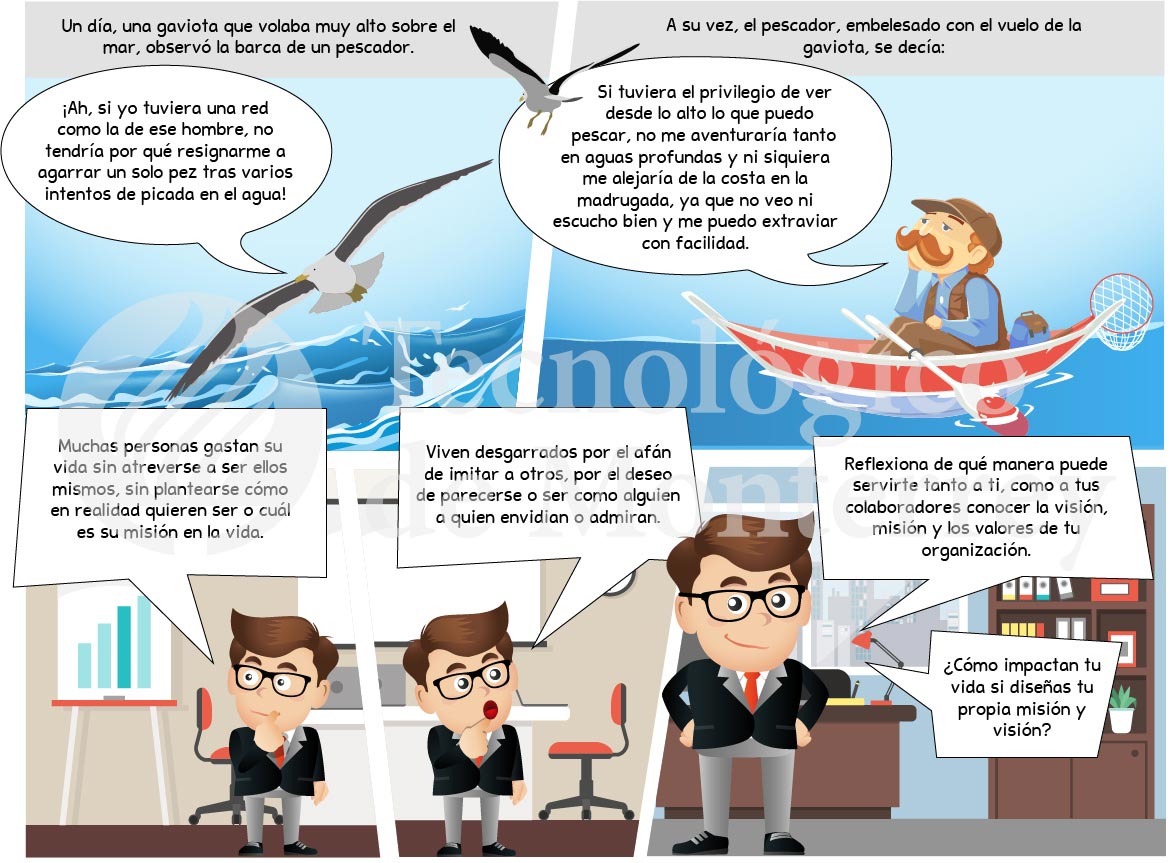 Un día, una gaviota que volaba muy alto sobre el
mar, observó la barca de un pescador.
¡Ah, si yo tuviera una red
como la de ese hombre, no
tendría por qué resignarme a
agarrar un solo pez tras varios
intentos de picada en el agua!
A su vez, el pescador, embelesado con el vuelo de la
gaviota, se decía:
Si tuviera el privilegio de ver
desde lo alto lo que puedo
pescar, no me aventuraría tanto
en aguas profundas y ni siquiera
me alejaría de la costa en la
madrugada, ya que no veo ni
escucho bien y me puedo extraviar
con facilidad.
Muchas personas gastan su
vida sin atreverse a ser ellos
mismos, sin plantearse cómo
en realidad quieren ser o cuál
es su misión en la vida.
Viven desgarrados por el afán
de imitar a otros, por el deseo
de parecerse o ser como alguien
a quien envidian o admiran.
Reflexiona de qué manera puede
servirte tanto a ti, como a tus
colaboradores conocer la visión,
misión y los valores de tu
organización.
¿Cómo impactan tu
vida si diseñas tu
propia misión y
visión?
Tecnológico
de Monterrey